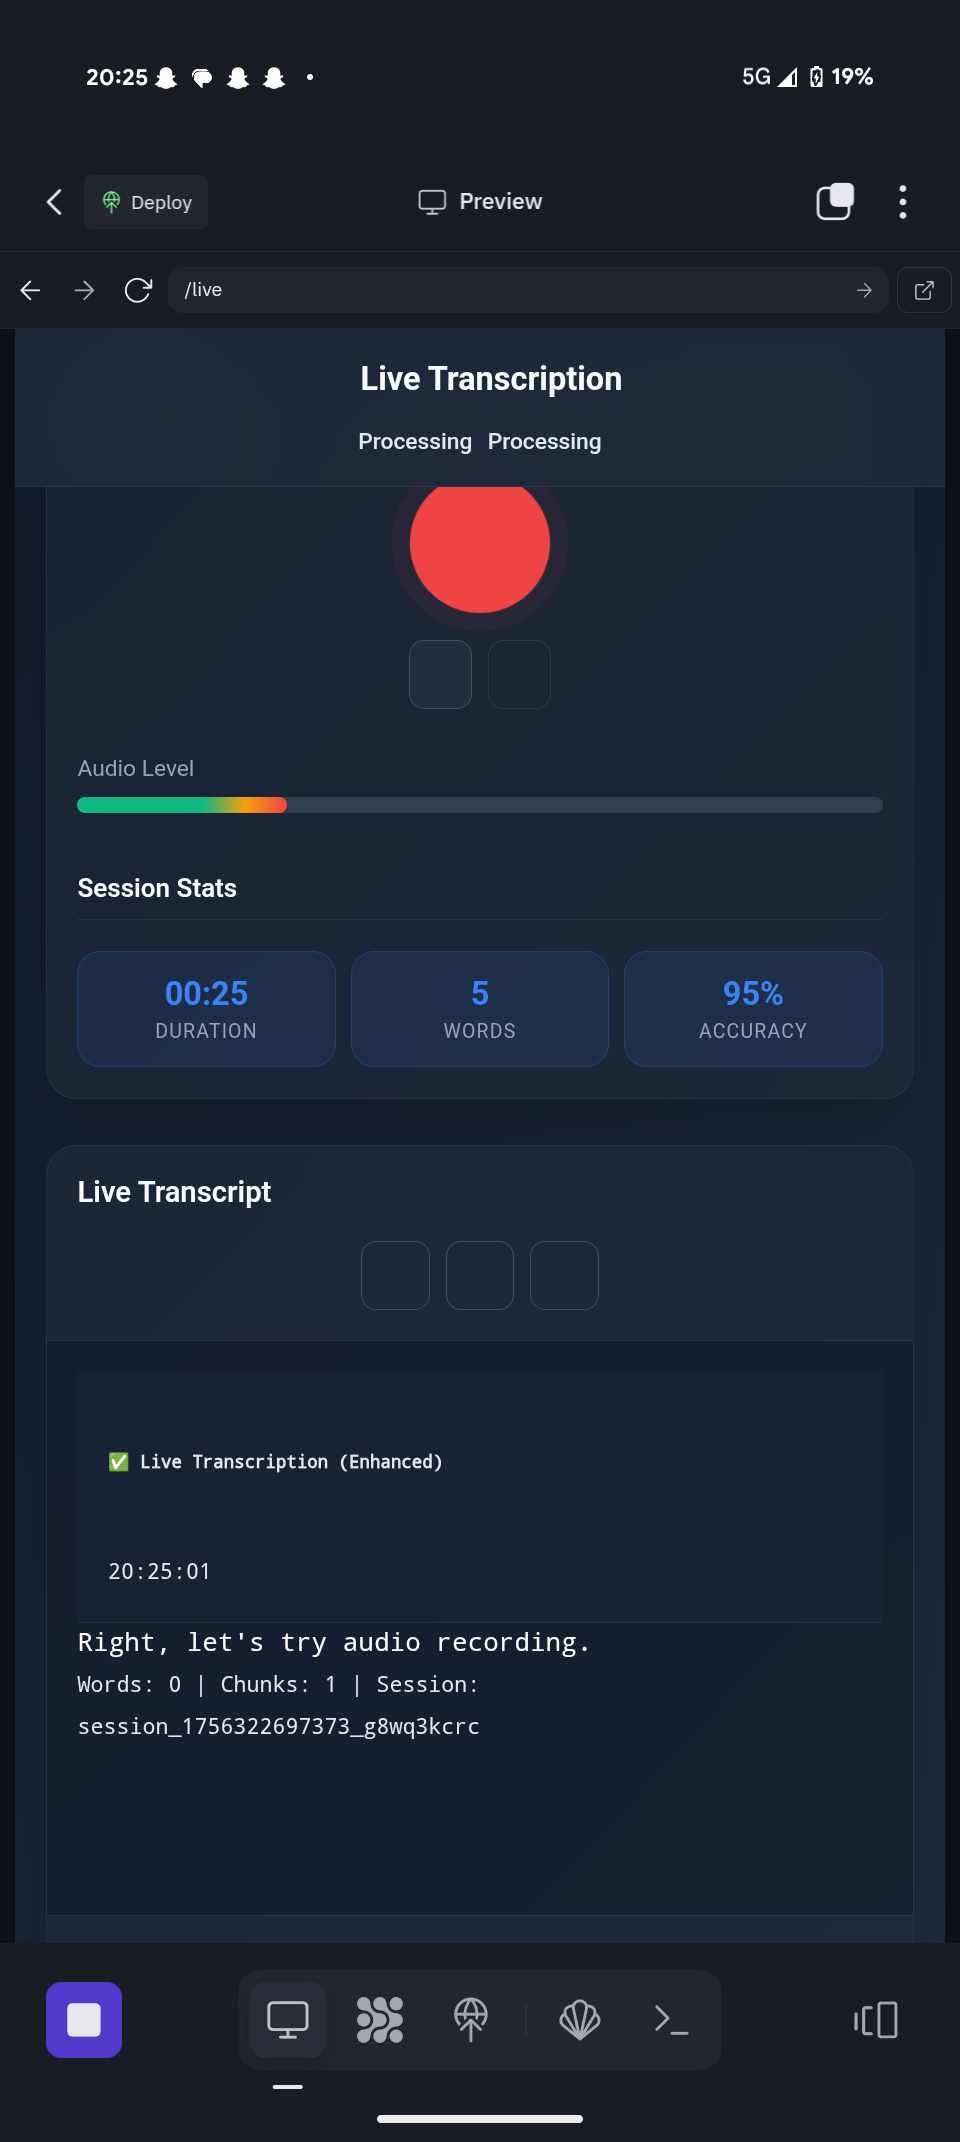 20:25
5G 19%
Deploy
Preview
/live
Live Transcription
Processing Processing
Audio Level
Session Stats
00:25
DURATION
5
WORDS
95%
ACCURACY
Live Transcript
✅ Live Transcription (Enhanced)
20:25:01
Right, let's try audio recording.
Words: 0 | Chunks: 1 | Session:
session_1756322697373_g8wq3kcrc